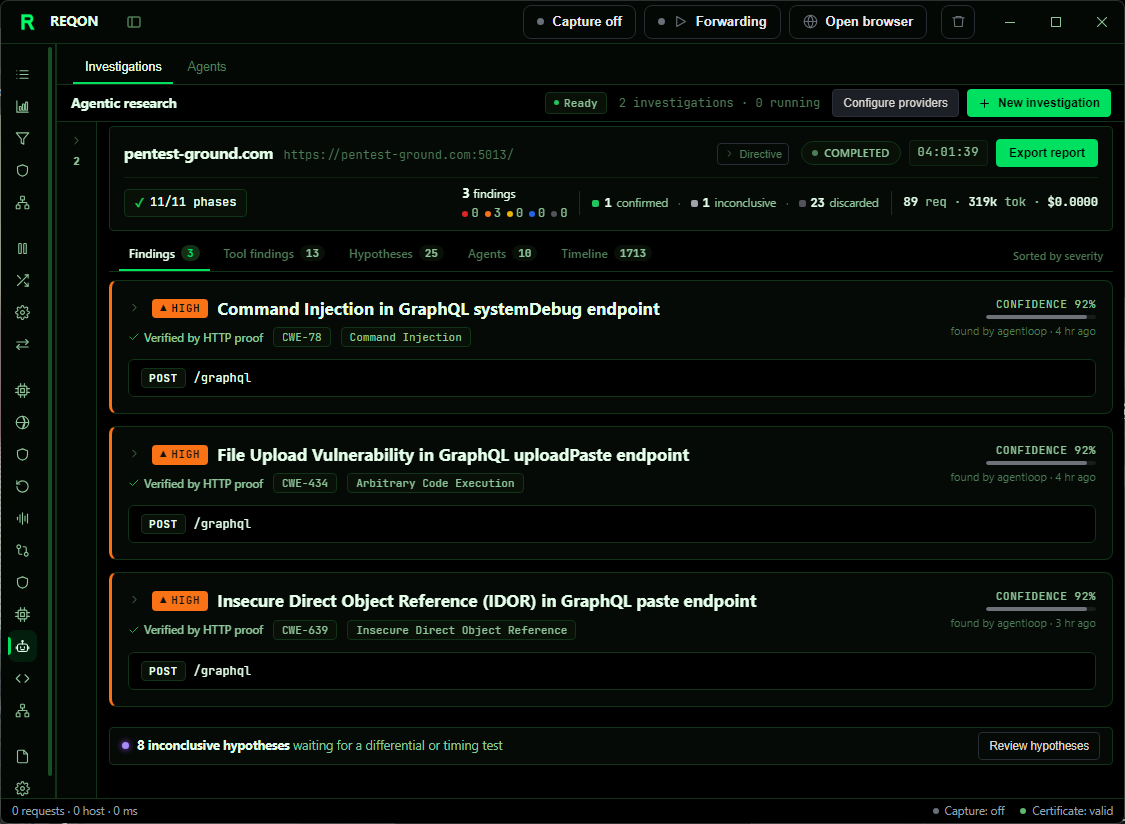 REQON
Capture off
Forwarding
Open browser
Investigations
Agents
Agentic research
Ready
2 investigations · 0 running
Configure providers
+ New investigation
2
pentest-ground.com
https://pentest-ground.com:5013/
Directive
COMPLETED
04:01:39
Export report
✓ 11/11 phases
3 findings
0 3 0 0 0
1 confirmed · 1 inconclusive · 23 discarded
89 req · 319k tok · $0.0000
Findings 3
Tool findings 13
Hypotheses 25
Agents 10
Timeline 1713
Sorted by severity
▲ HIGH
Command Injection in GraphQL systemDebug endpoint
CONFIDENCE 92%
✓ Verified by HTTP proof
CWE-78
Command Injection
found by agentloop · 4 hr ago
POST /graphql
▲ HIGH
File Upload Vulnerability in GraphQL uploadPaste endpoint
CONFIDENCE 92%
✓ Verified by HTTP proof
CWE-434
Arbitrary Code Execution
found by agentloop · 4 hr ago
POST /graphql
▲ HIGH
Insecure Direct Object Reference (IDOR) in GraphQL paste endpoint
CONFIDENCE 92%
✓ Verified by HTTP proof
CWE-639
Insecure Direct Object Reference
found by agentloop · 3 hr ago
POST /graphql
8 inconclusive hypotheses waiting for a differential or timing test
Review hypotheses
0 requests · 0 host · 0 ms
Capture: off
Certificate: valid